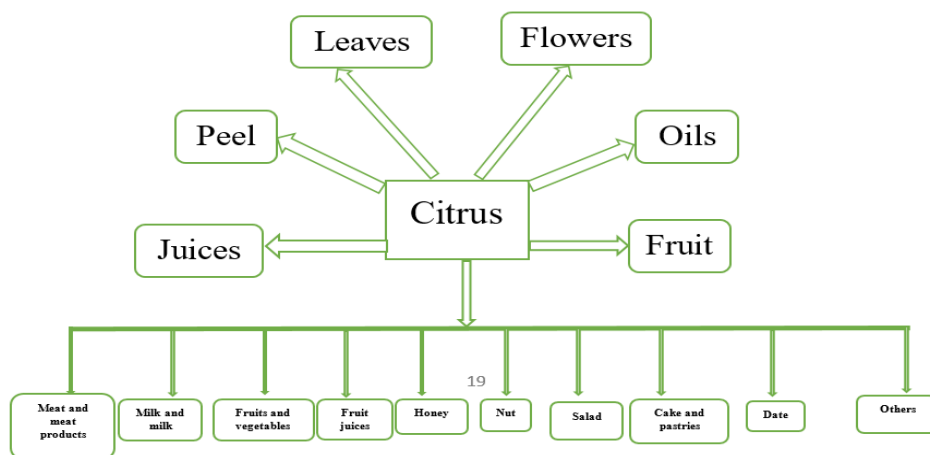 Leaves
Flowers
Peel
Oils
Citrus
Juices
Fruit
19
Meat and
meat
products
Milk and
milk
Fruits and
vegetables
Fruit
juices
Honey
Nut
Salad
Cake and
pastries
Date
Others